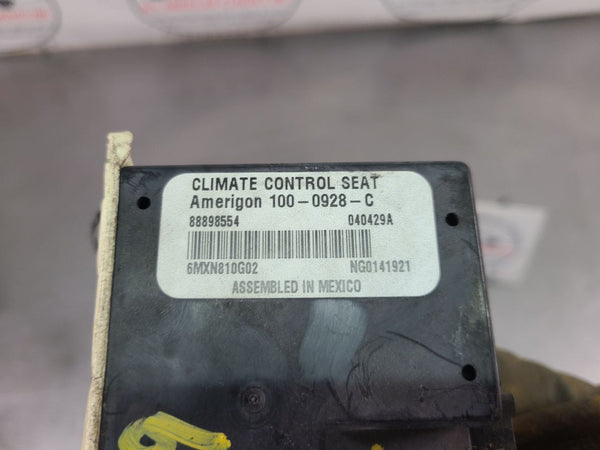 CLIMATE CONTROL SEAT
Amerigon 100-0928-C
88898554 040429A
6MXN810G02 NG0141921
ASSEMBLED IN MEXICO